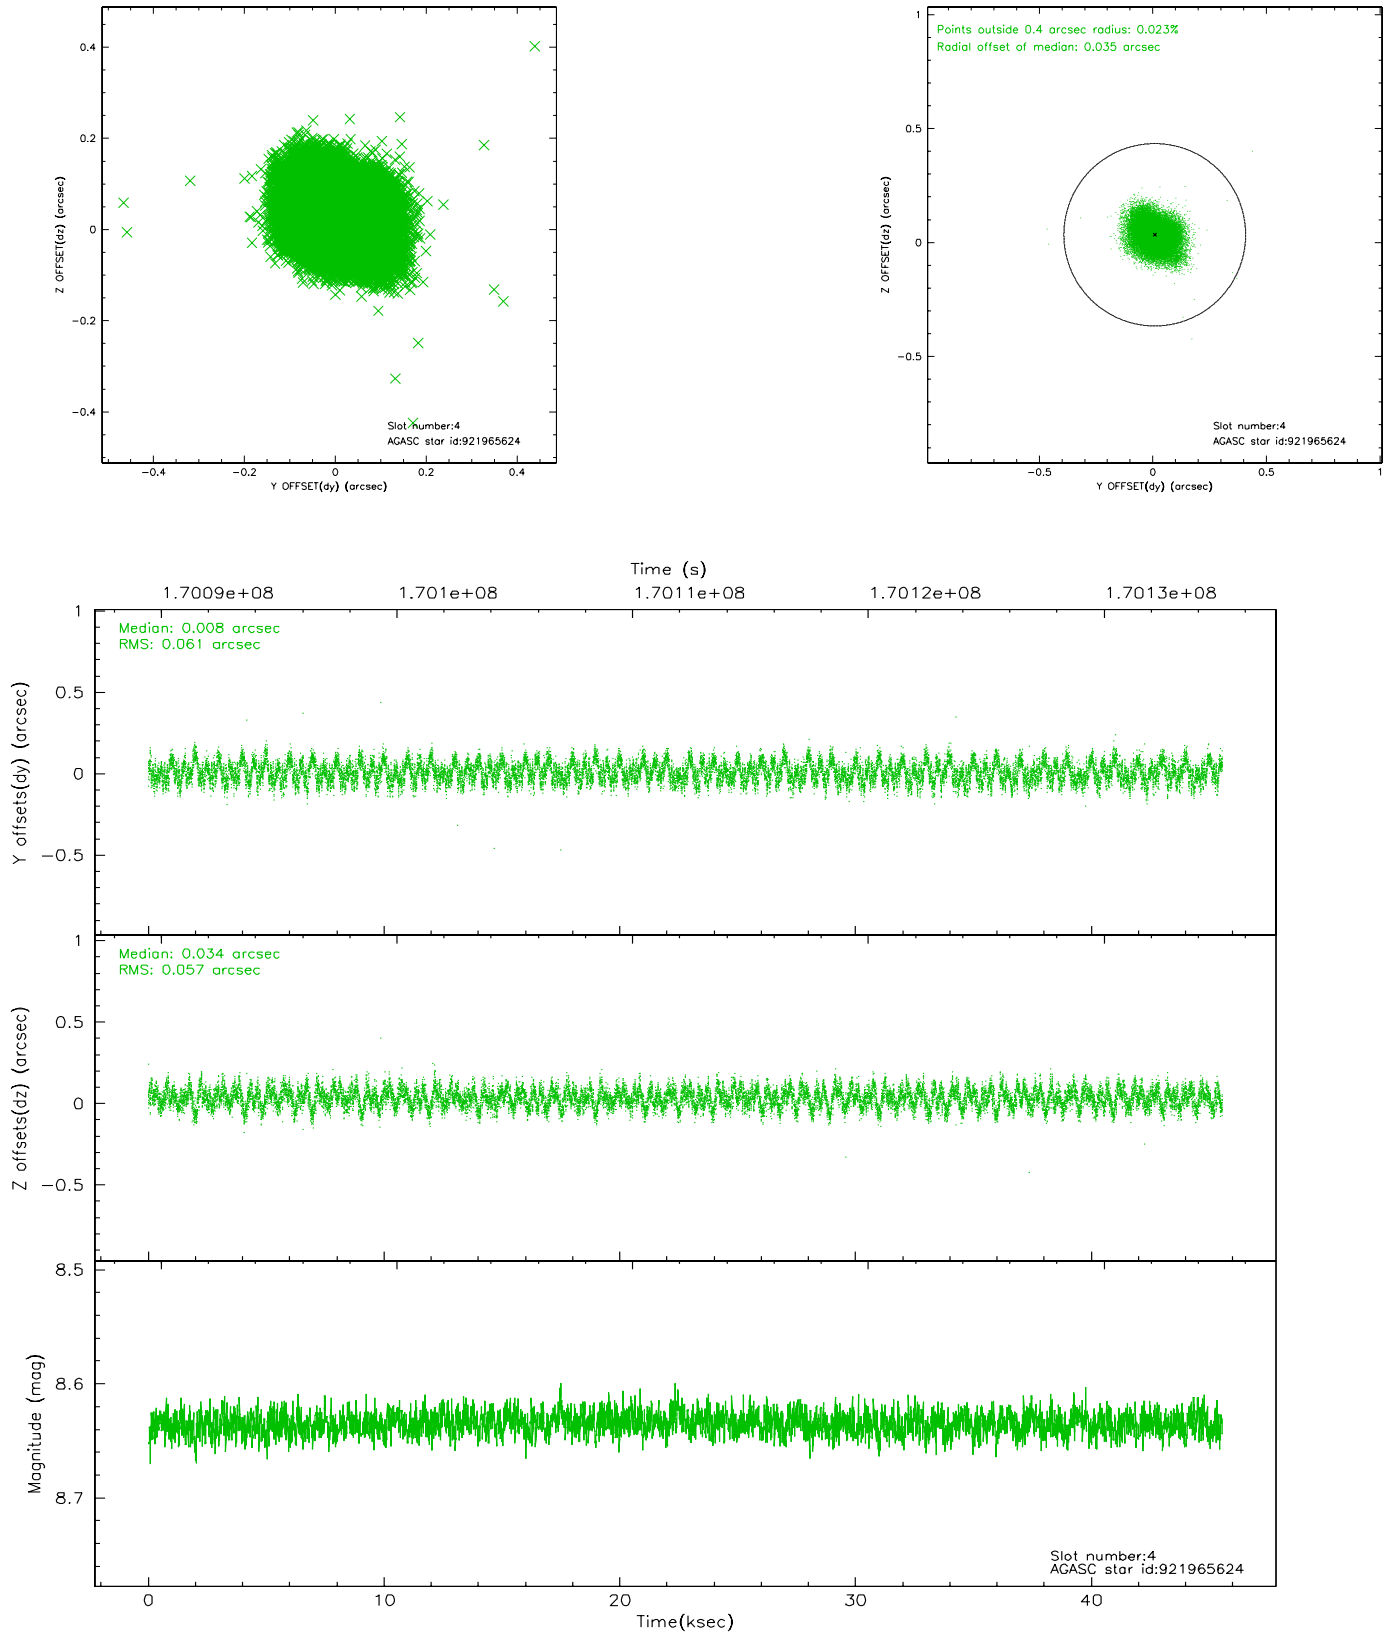 0.4
0.2
0
−0.2
−0.4
Z OFFSET(dz) (arcsec)
−0.4 −0.2 0 0.2 0.4
Y OFFSET(dy) (arcsec)
Slot number:4
AGASC star id:921965624
Points outside 0.4 arcsec radius: 0.023%
Radial offset of median: 0.035 arcsec
1
0.5
0
−0.5
Z OFFSET(dz) (arcsec)
−0.5 0 0.5 1
Y OFFSET(dy) (arcsec)
Slot number:4
AGASC star id:921965624
Time (s)
1.7009e+08 1.701e+08 1.7011e+08 1.7012e+08 1.7013e+08
Median: 0.008 arcsec
RMS: 0.061 arcsec
1
0.5
0
−0.5
Y offsets(dy) (arcsec)
Median: 0.034 arcsec
RMS: 0.057 arcsec
1
0.5
0
−0.5
Z offsets(dz) (arcsec)
8.5
8.6
8.7
Magnitude (mag)
Slot number:4
AGASC star id:921965624
0 10 20 30 40
Time(ksec)